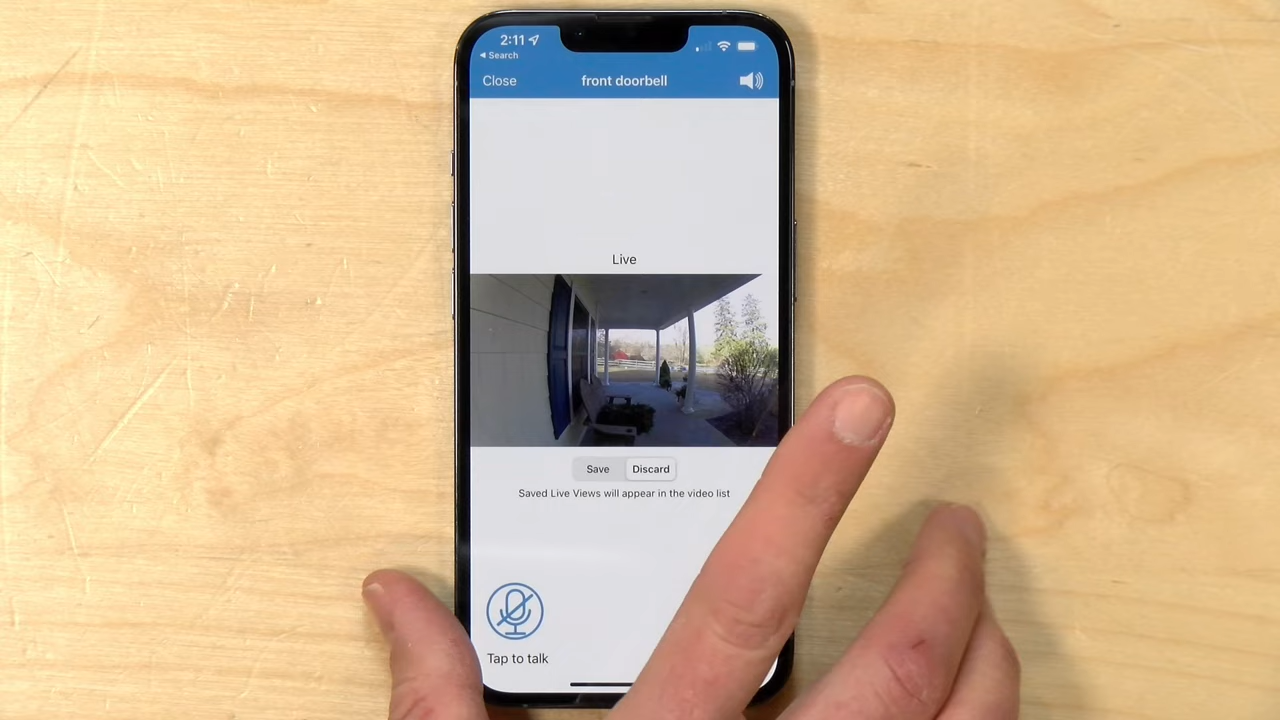 2:11
◀ Search
Close
front doorbell
Live
Save
Discard
Saved Live Views will appear in the video list
Tap to talk